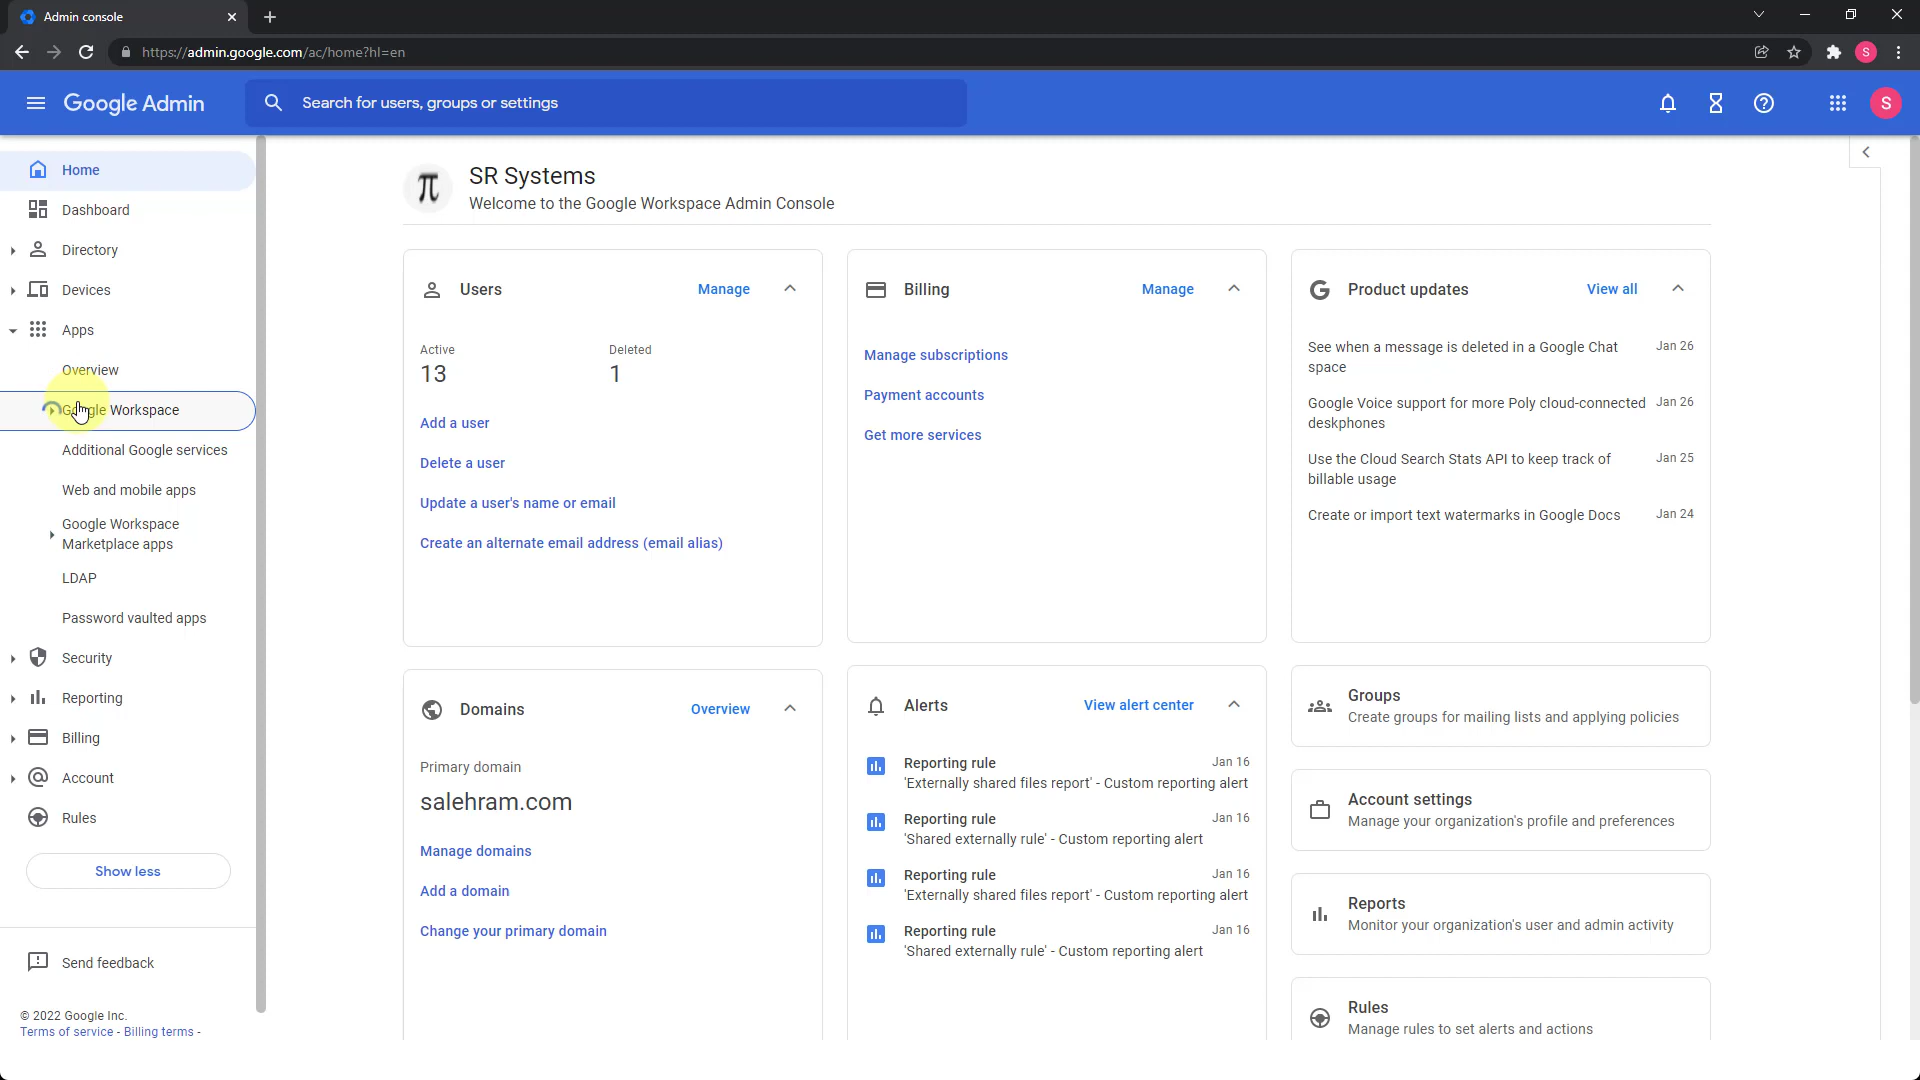 Admin console
https://admin.google.com/ac/home?hl=en
S
Google Admin
Search for users, groups or settings
S
Home
Dashboard
Directory
Devices
Apps
Overview
Google Workspace
Additional Google services
Web and mobile apps
Google Workspace
Marketplace apps
LDAP
Password vaulted apps
Security
Reporting
Billing
Account
Rules
Show less
Send feedback
© 2022 Google Inc.
Terms of service - Billing terms -
π
SR Systems
Welcome to the Google Workspace Admin Console
Users
Manage
Active
Deleted
13
1
Add a user
Delete a user
Update a user's name or email
Create an alternate email address (email alias)
Billing
Manage
Manage subscriptions
Payment accounts
Get more services
G
Product updates
View all
See when a message is deleted in a Google Chat
space
Jan 26
Google Voice support for more Poly cloud-connected
deskphones
Jan 26
Use the Cloud Search Stats API to keep track of
billable usage
Jan 25
Create or import text watermarks in Google Docs
Jan 24
Domains
Overview
Primary domain
salehram.com
Manage domains
Add a domain
Change your primary domain
Alerts
View alert center
Reporting rule
Jan 16
'Externally shared files report' - Custom reporting alert
Reporting rule
Jan 16
'Shared externally rule' - Custom reporting alert
Reporting rule
Jan 16
'Externally shared files report' - Custom reporting alert
Reporting rule
Jan 16
'Shared externally rule' - Custom reporting alert
Groups
Create groups for mailing lists and applying policies
Account settings
Manage your organization's profile and preferences
Reports
Monitor your organization's user and admin activity
Rules
Manage rules to set alerts and actions